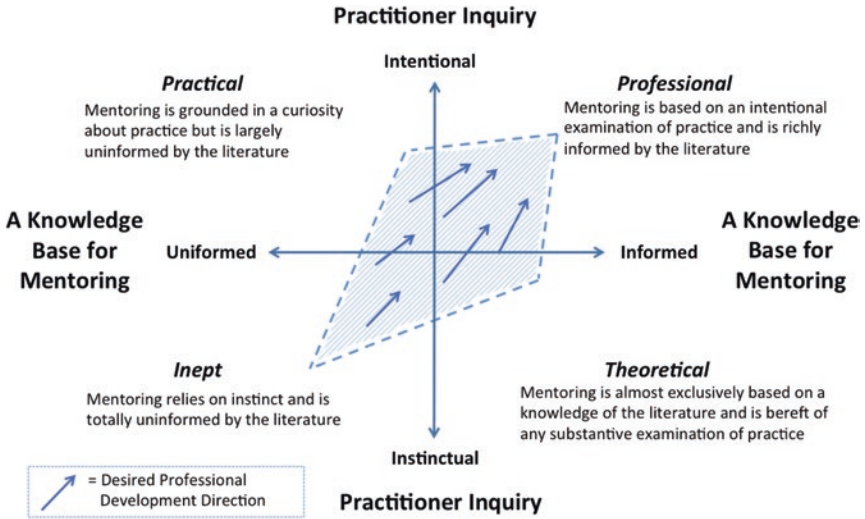 Practitioner Inquiry
Intentional
Practical
Mentoring is grounded in a curiosity
about practice but is largely
uninformed by the literature
Professional
Mentoring is based on an intentional
examination of practice and is richly
informed by the literature
A Knowledge
Base for
Mentoring
Uniformed
Informed
A Knowledge
Base for
Mentoring
Inept
Mentoring relies on instinct and is
totally uninformed by the literature
Theoretical
Mentoring is almost exclusively based on a
knowledge of the literature and is bereft of
any substantive examination of practice
Instinctual
Practitioner Inquiry
= Desired Professional
Development Direction